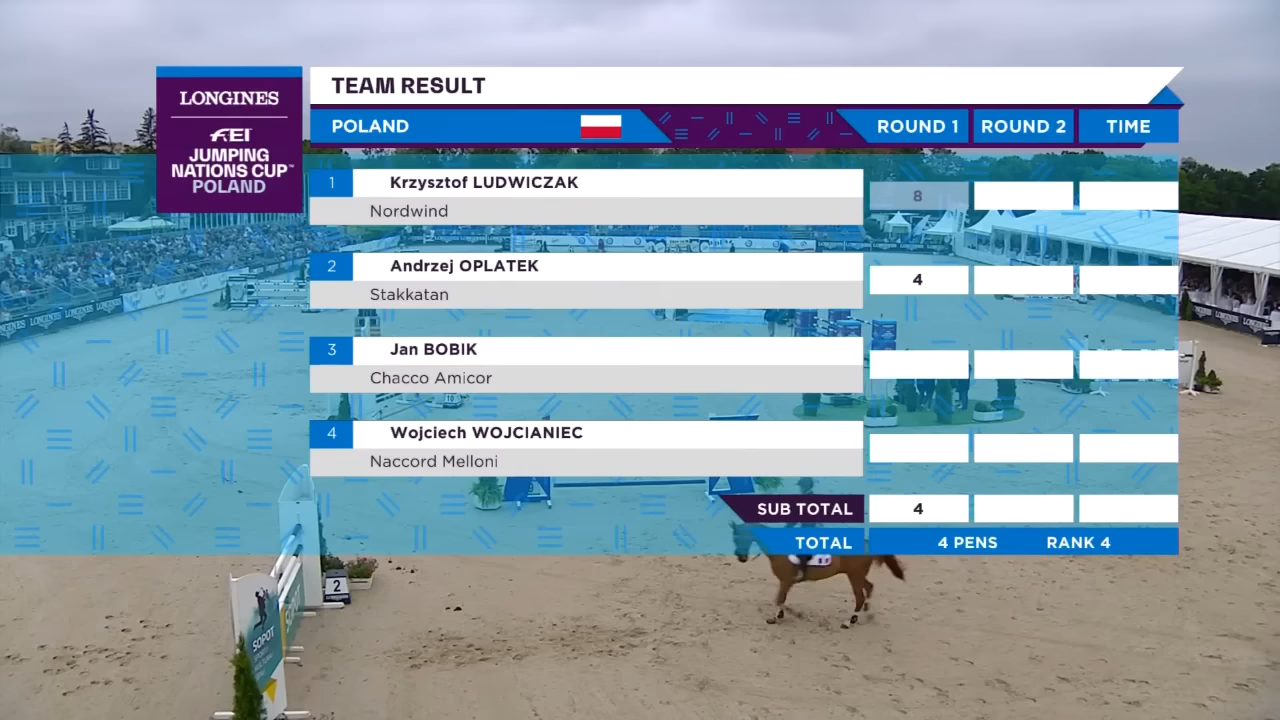 LONGINES
FEI
JUMPING
NATIONS CUP™
POLAND
TEAM RESULT
POLAND ROUND 1 ROUND 2 TIME
1 Krzysztof LUDWICZAK
Nordwind
8
2 Andrzej OPLATEK
Stakkatan
4
3 Jan BOBIK
Chacco Amicor
4 Wojciech WOJCIANIEC
Naccord Melloni
SUB TOTAL 4
TOTAL 4 PENS RANK 4
LONGINES
10
2
SOPOT